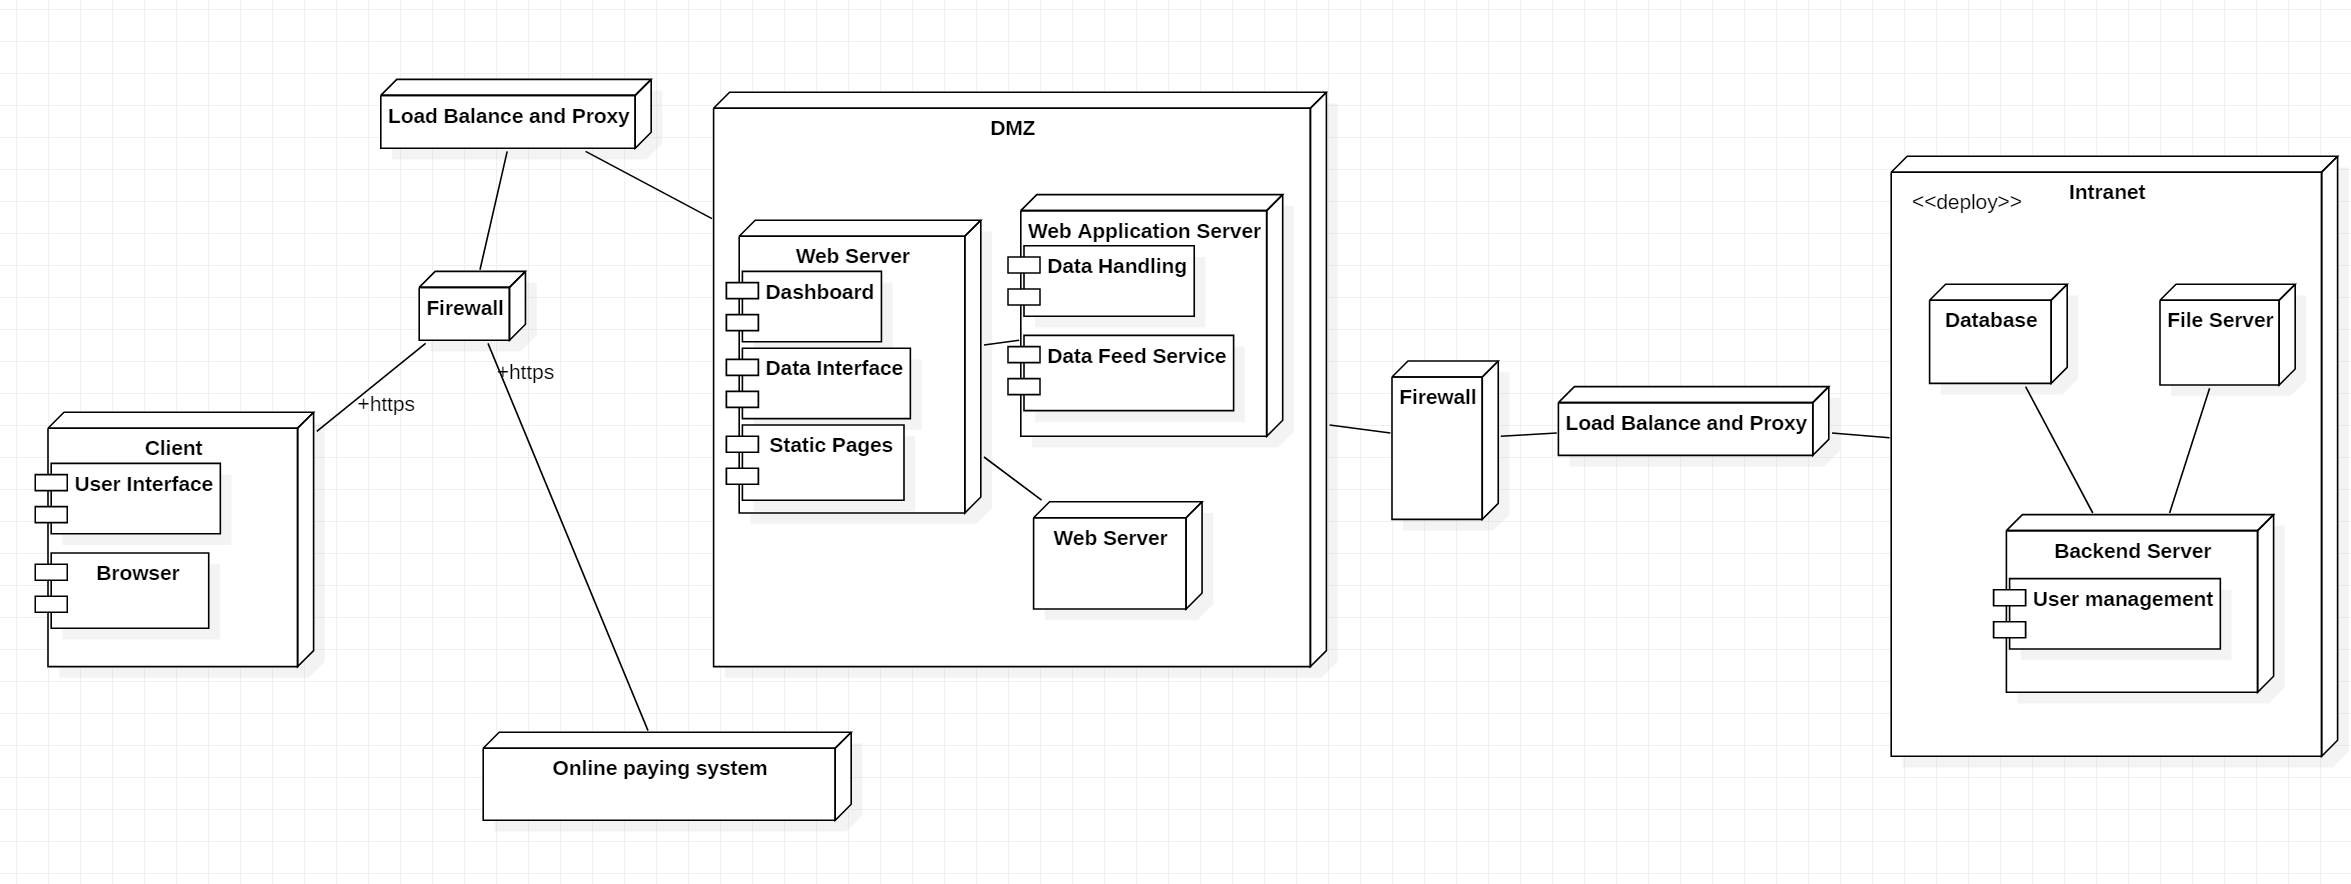 Load Balance and Proxy
Firewall
+https
+https
Client
User Interface
Browser
Online paying system
DMZ
Web Server
Dashboard
Data Interface
Static Pages
Web Application Server
Data Handling
Data Feed Service
Web Server
Firewall
Load Balance and Proxy
<<deploy>>
Intranet
Database
File Server
Backend Server
User management